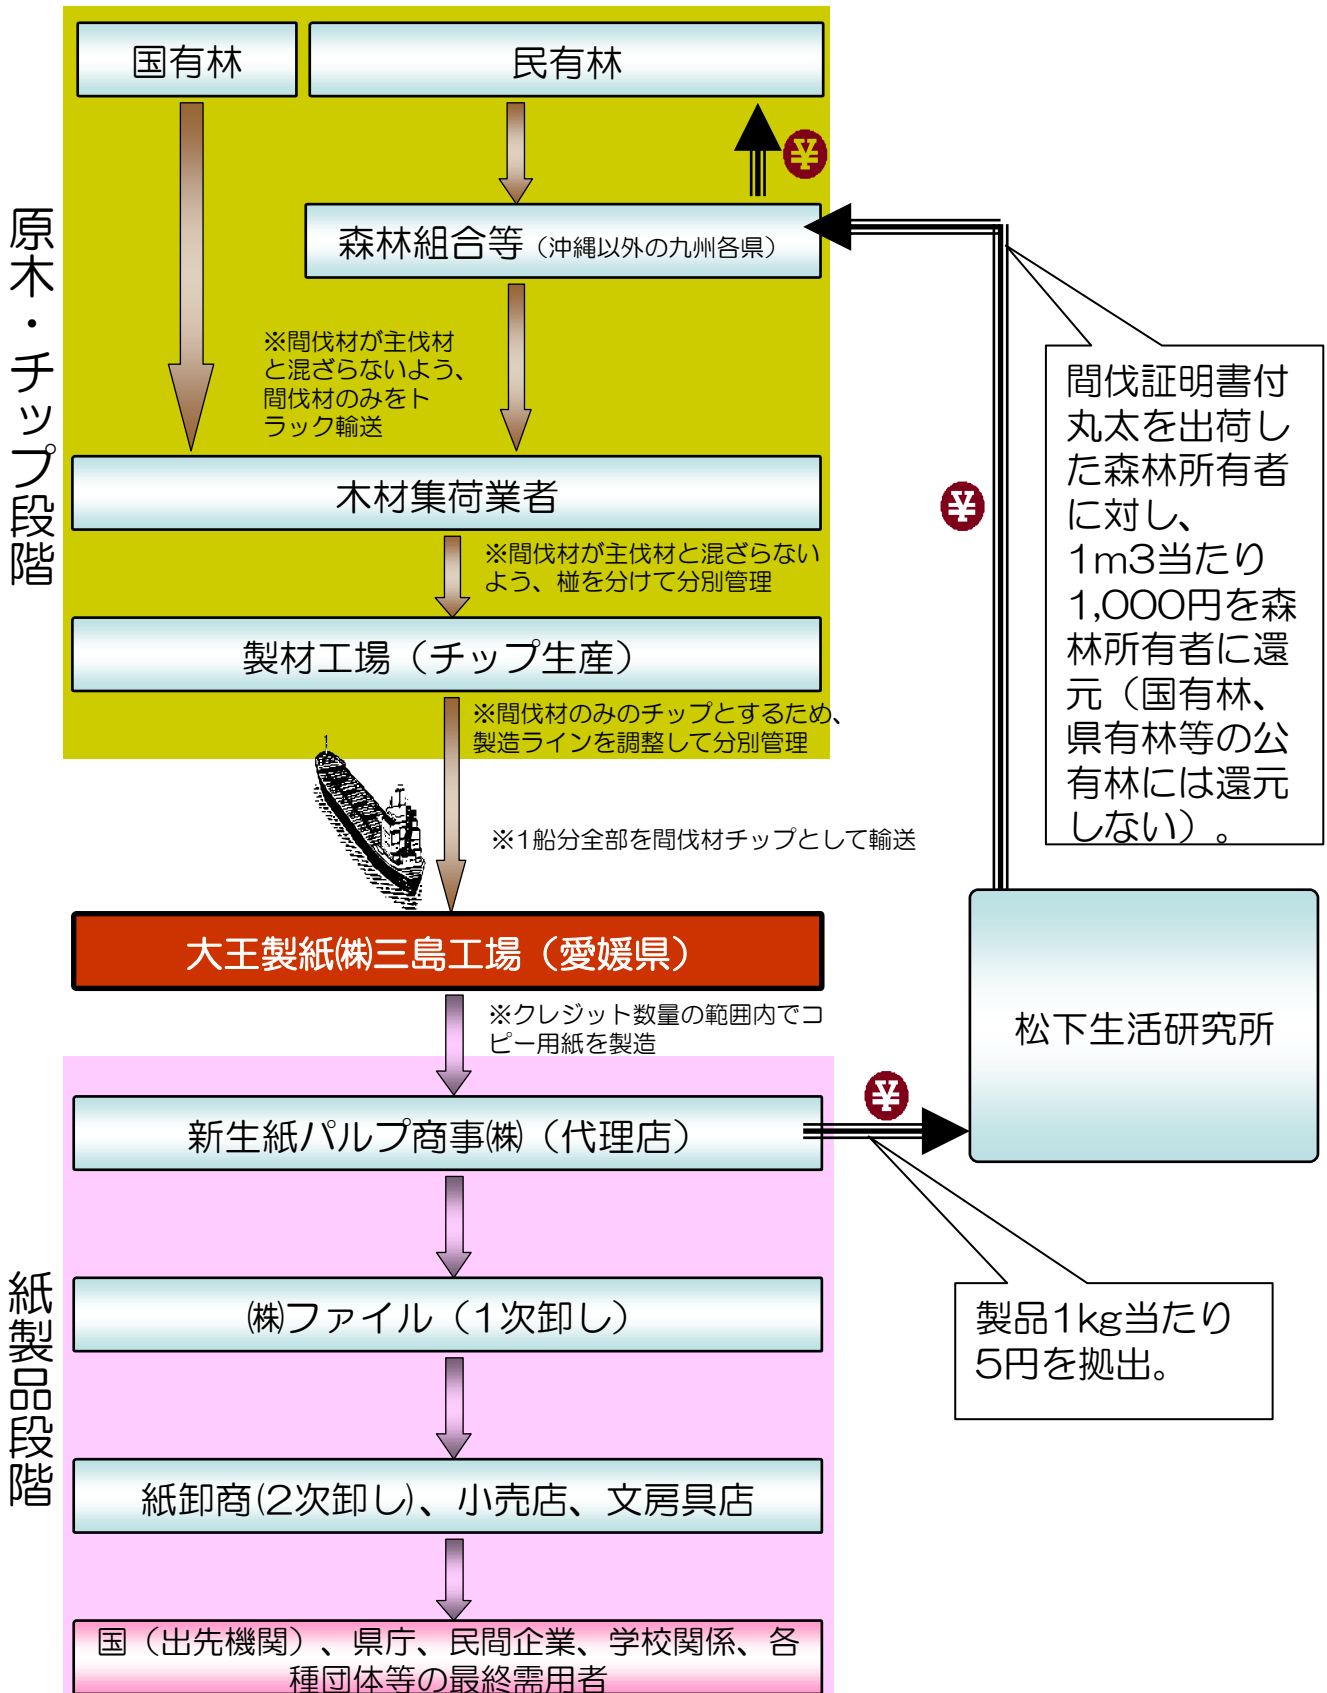 国有林
民有林
¥
森林組合等（沖縄以外の九州各県）
原木・チップ段階
※間伐材が主伐材
と混ざらないよう、
間伐材のみをト
ラック輸送
間伐証明書付
丸太を出荷し
た森林所有者
に対し、
1m3当たり
1,000円を森
林所有者に還
元（国有林、
県有林等の公
有林には還元
しない）。
¥
木材集荷業者
※間伐材が主伐材と混ざらない
よう、椪を分けて分別管理
製材工場（チップ生産）
※間伐材のみのチップとするため、
製造ラインを調整して分別管理
※1船分全部を間伐材チップとして輸送
大王製紙㈱三島工場（愛媛県）
※クレジット数量の範囲内でコ
ピー用紙を製造
松下生活研究所
¥
新生紙パルプ商事㈱（代理店）
紙製品段階
㈱ファイル（1次卸し）
製品1kg当たり
5円を拠出。
紙卸商(2次卸し)、小売店、文房具店
国（出先機関）、県庁、民間企業、学校関係、各
種団体等の最終需用者